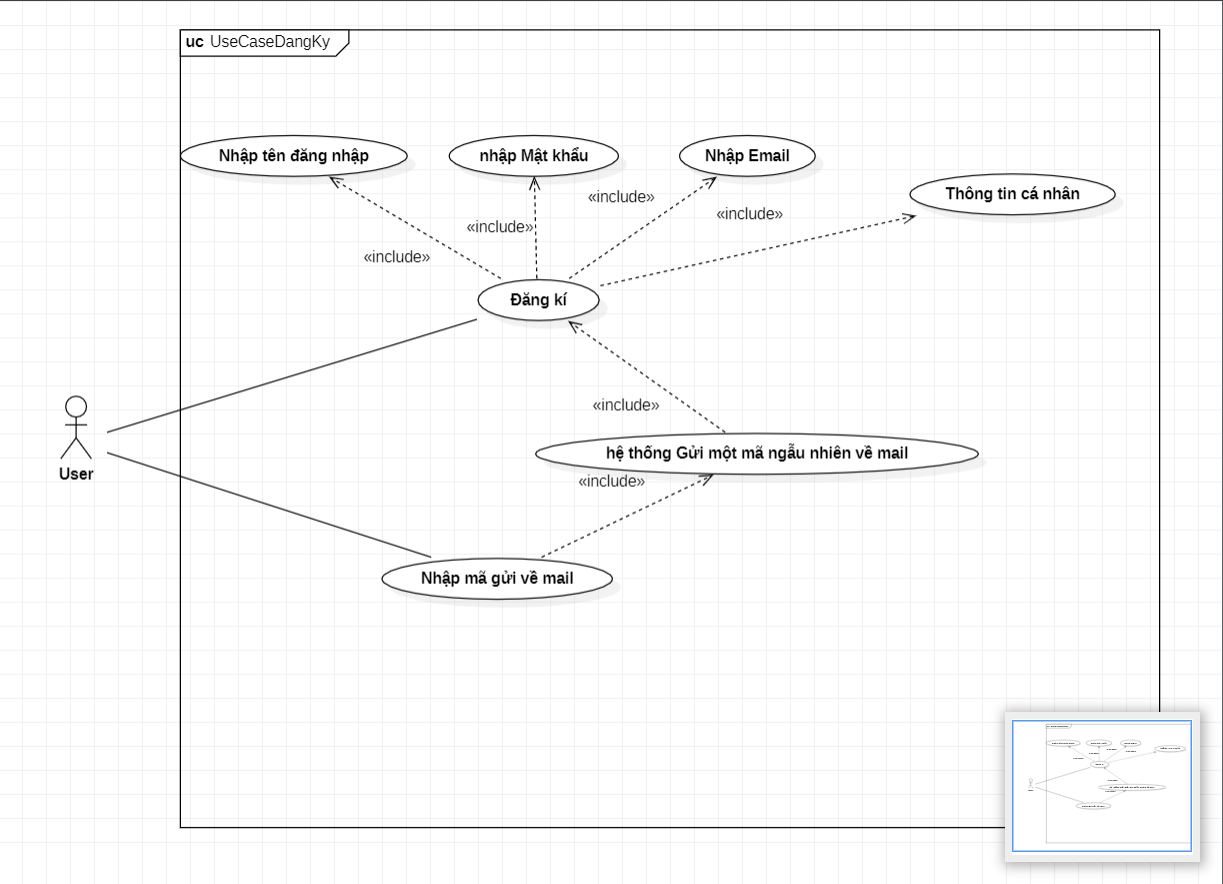 uc UseCaseDangKy
Nhập tên đăng nhập
nhập Mật khẩu
Nhập Email
Thông tin cá nhân
«include»
«include»
«include»
«include»
Đăng kí
User
«include»
hệ thống Gửi một mã ngẫu nhiên về mail
«include»
Nhập mã gửi về mail